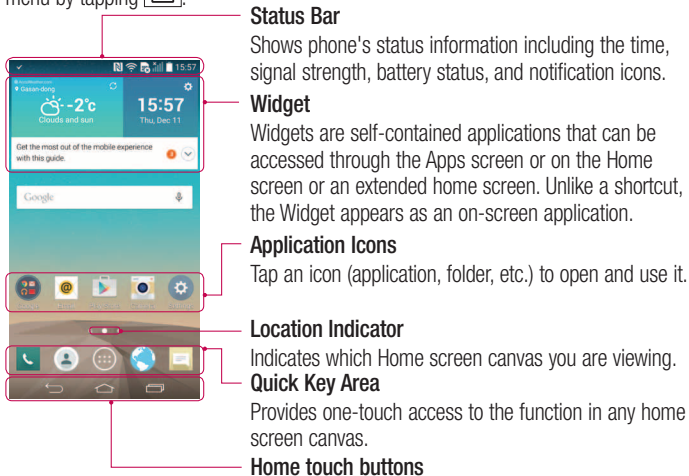 menu by tapping .
Status Bar
Shows phone's status information including the time,
signal strength, battery status, and notification icons.
Widget
Widgets are self-contained applications that can be
accessed through the Apps screen or on the Home
screen or an extended home screen. Unlike a shortcut,
the Widget appears as an on-screen application.
Application Icons
Tap an icon (application, folder, etc.) to open and use it.
Location Indicator
Indicates which Home screen canvas you are viewing.
Quick Key Area
Provides one-touch access to the function in any home
screen canvas.
Home touch buttons
15:57
Gasan-dong
-2°c
Clouds and sun
15:57
Thu, Dec 11
Get the most out of the mobile experience
with this guide.
Google